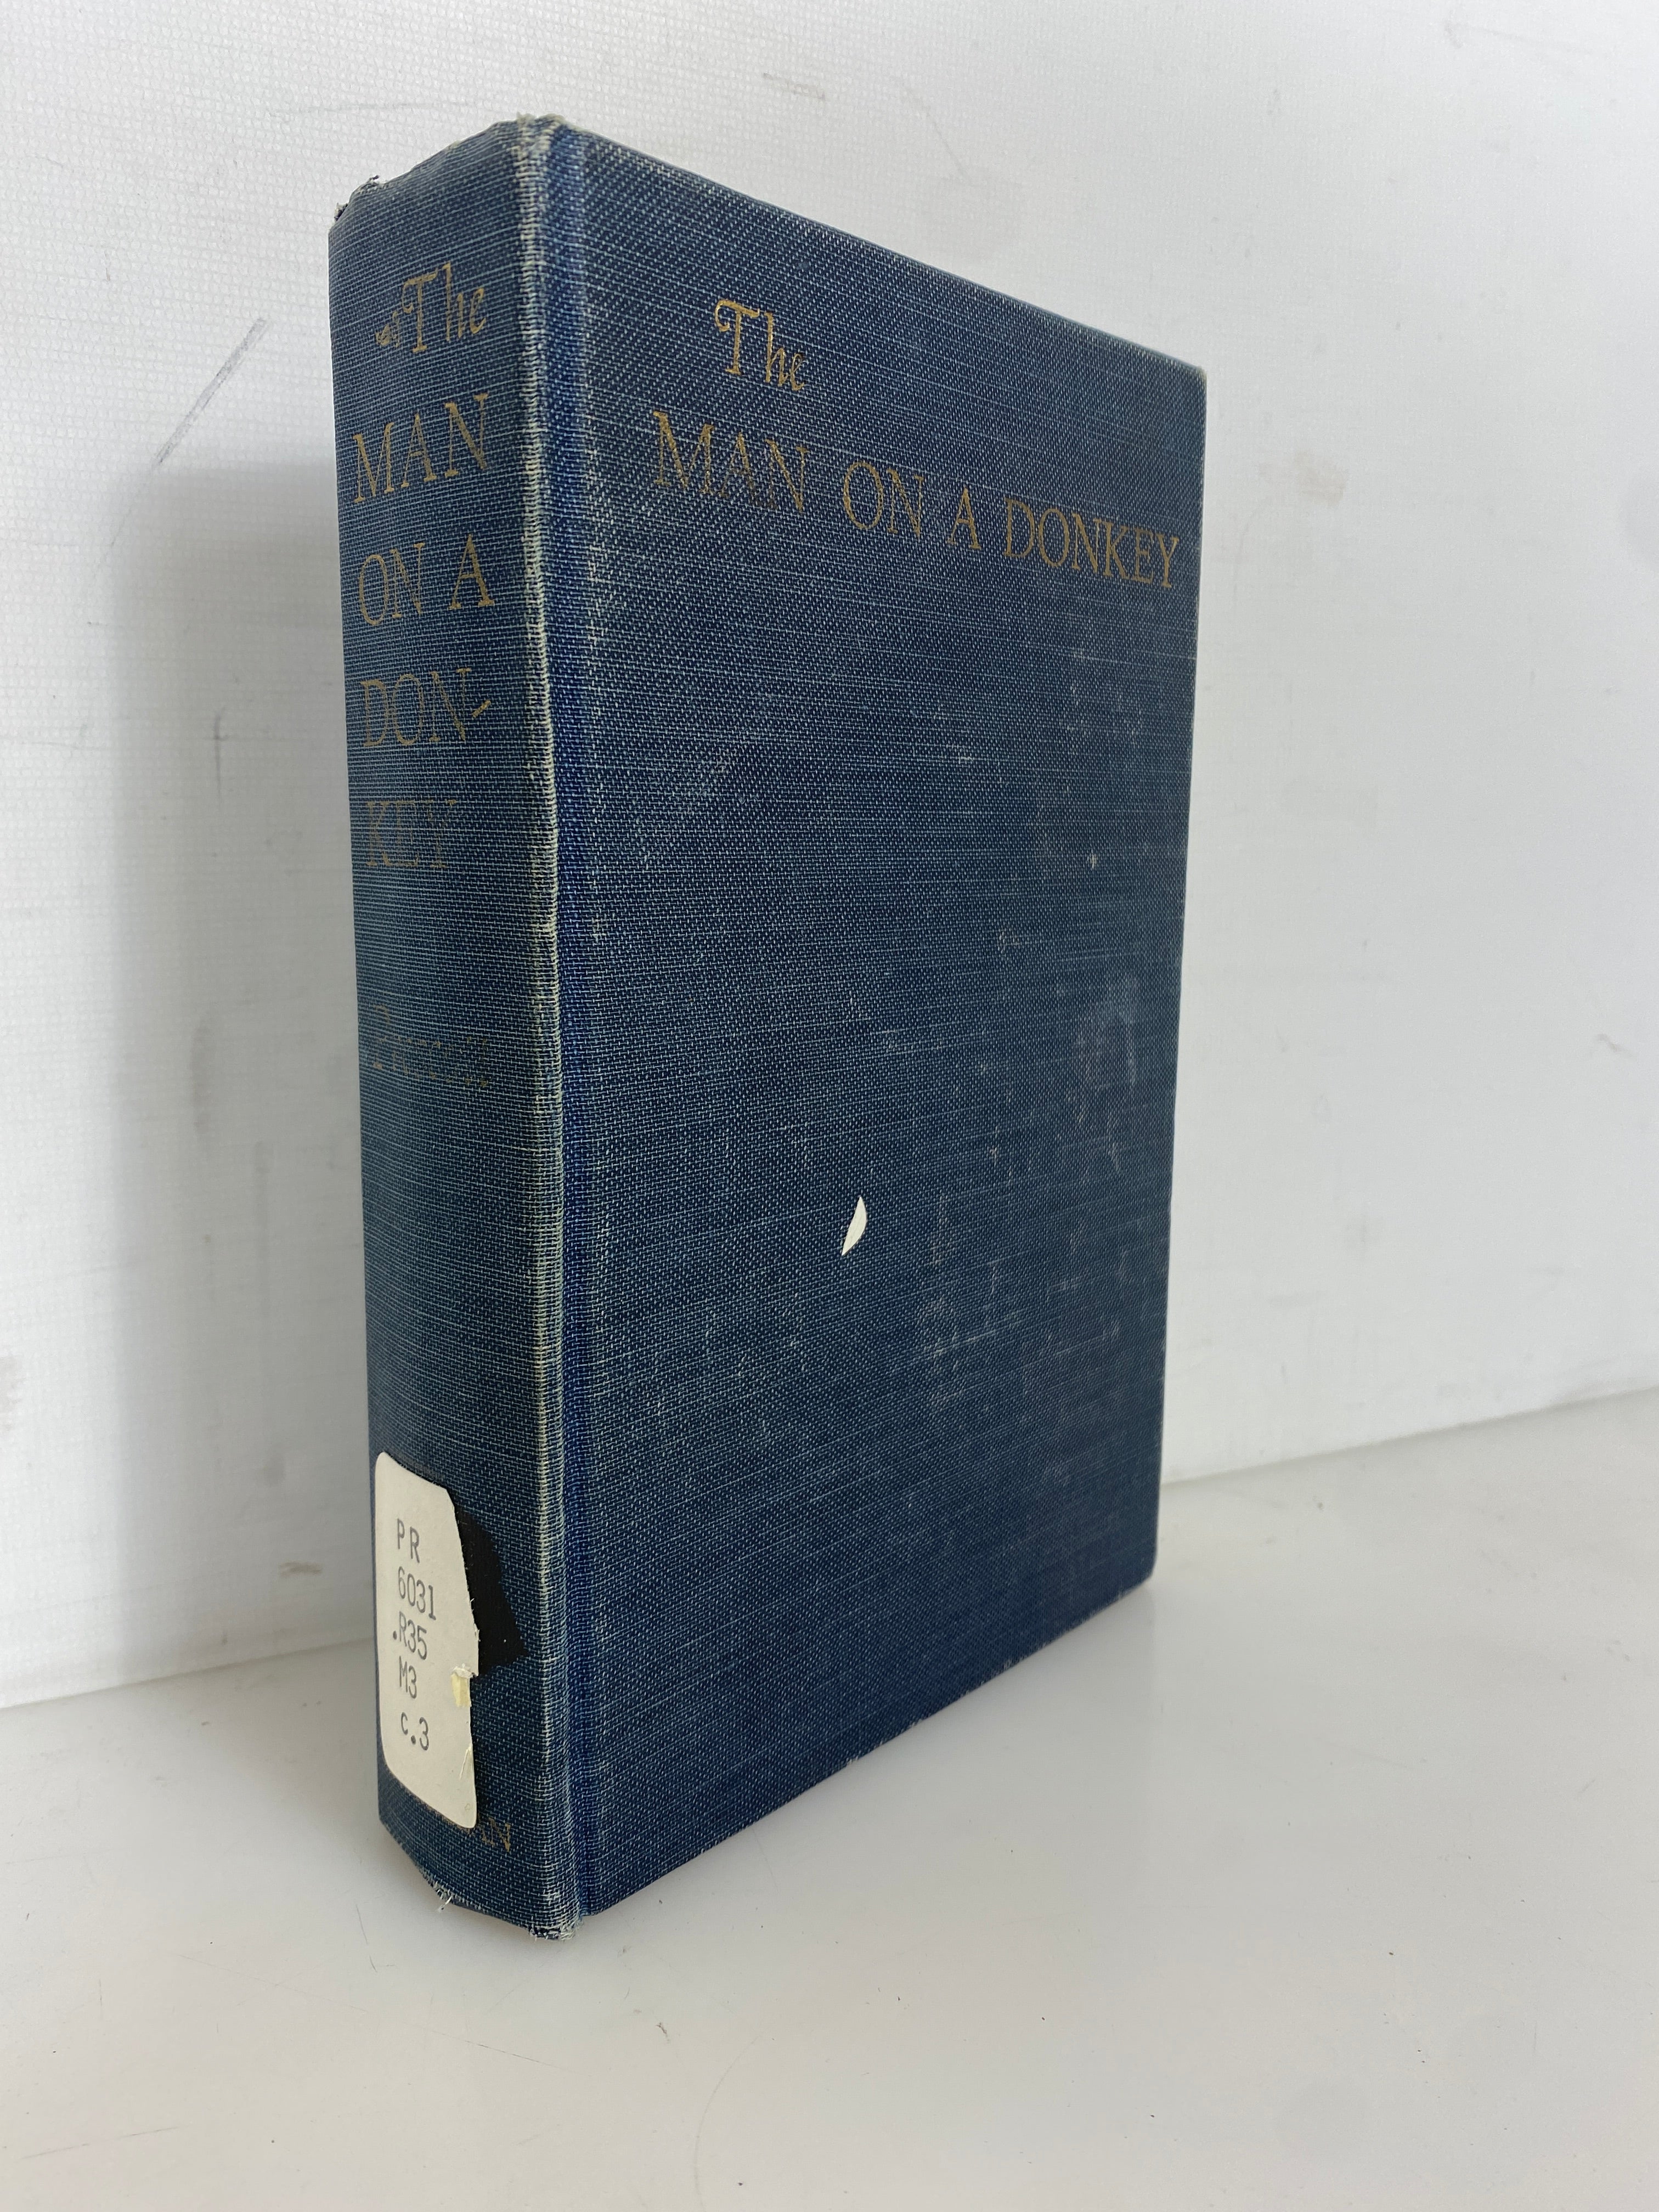 The
MAN
ON A
DON-
KEY
PR
6031
.R35
M3
c.3
The
MAN ON A DONKEY